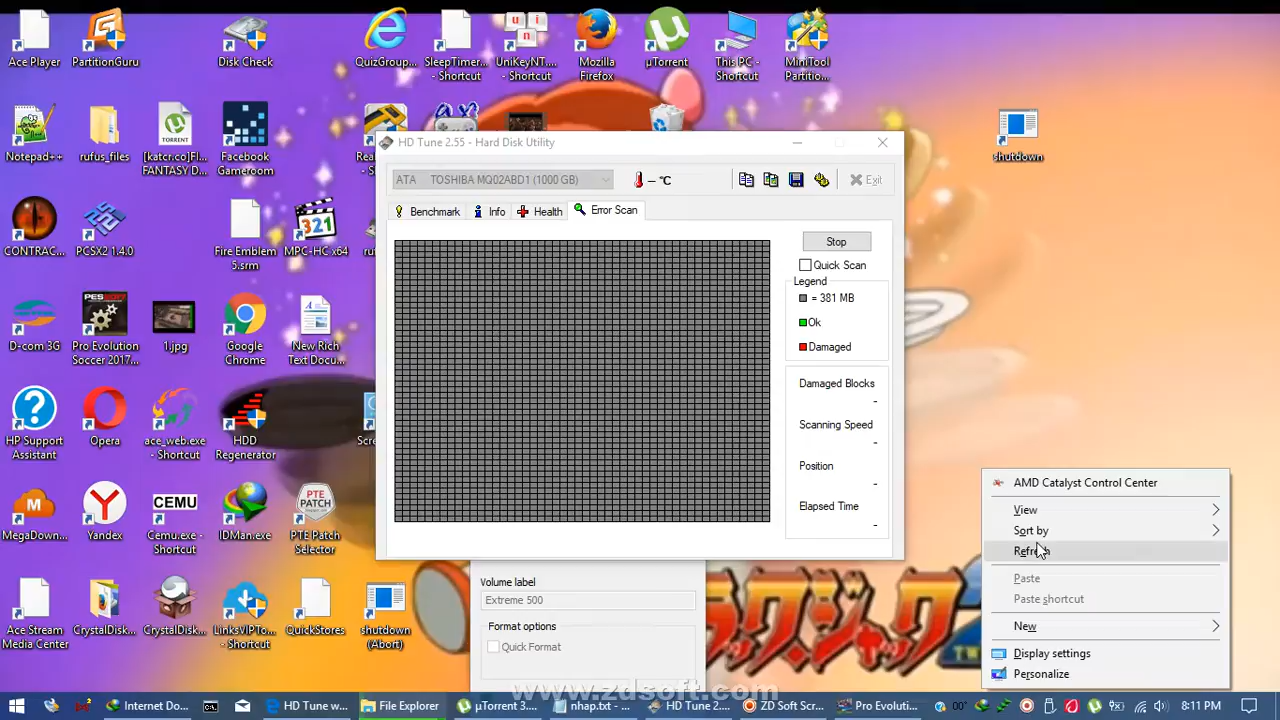 Ace Player
PartitionGuru
Disk Check
QuizGroup...
SleepTimer...
- Shortcut
UniKeyNT....
- Shortcut
Mozilla
Firefox
µTorrent
This PC -
Shortcut
MiniTool
Partitio...
Notepad++
rufus_files
TORRENT
[katcr.co]Fl...
FANTASY D...
Facebook
Gameroom
shutdown
HD Tune 2.55 - Hard Disk Utility
ATA TOSHIBA MQ02ABD1 (1000 GB)
– °C
Exit
Benchmark
Info
Health
Error Scan
Stop
Quick Scan
Legend
= 381 MB
Ok
Damaged
Damaged Blocks
-
Scanning Speed
-
Position
-
Elapsed Time
-
CONTRAC...
PCSX2 1.4.0
Fire Emblem
5.srm
321
MPC-HC x64
D-com 3G
Pro Evolution
Soccer 2017...
1.jpg
Google
Chrome
New Rich
Text Docu...
HP Support
Assistant
Opera
ace_web.exe
- Shortcut
HDD
Regenerator
MegaDown...
Yandex
CEMU
Cemu.exe -
Shortcut
IDMan.exe
PTE
PATCH
PTE Patch
Selector
Ace Stream
Media Center
CrystalDisk...
CrystalDisk...
LinksVIPTo...
- Shortcut
QuickStores
shutdown
(Abort)
Volume label
Extreme 500
Format options
Quick Format
AMD Catalyst Control Center
View
Sort by
Refresh
Paste
Paste shortcut
New
Display settings
Personalize
www.zdsoft.com
Internet Do...
HD Tune w...
File Explorer
µTorrent 3....
nhap.txt - ...
HD Tune 2....
ZD Soft Scr...
Pro Evoluti...
00°
8:11 PM